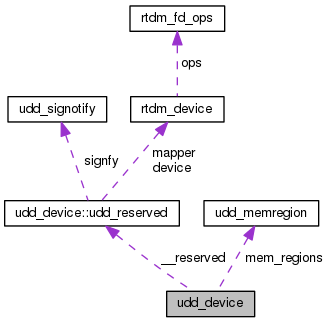 rtdm_fd_ops
ops
udd_signotify
rtdm_device
signfy
mapper
device
udd_device::udd_reserved
udd_memregion
__reserved
mem_regions
udd_device